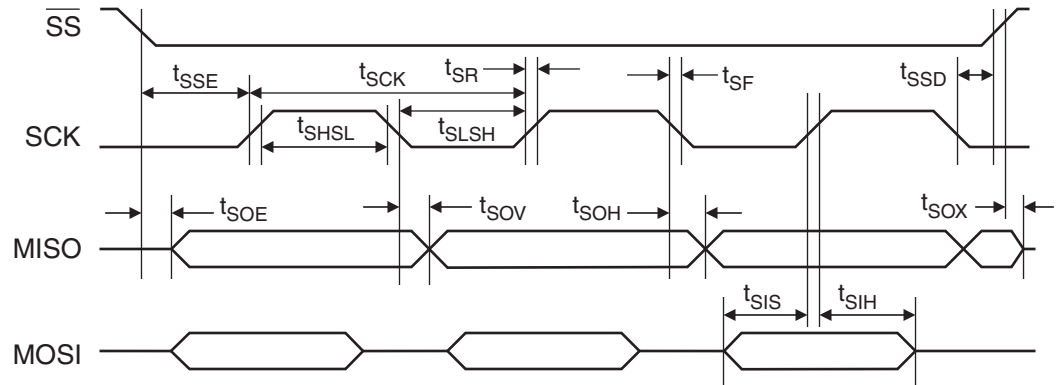 SS
tSSE
tSCK
tSR
tSF
tSSD
SCK
tSHSL
tSLSH
tSOE
tSOV
tSOH
tSOX
MISO
tSIS
tSIH
MOSI